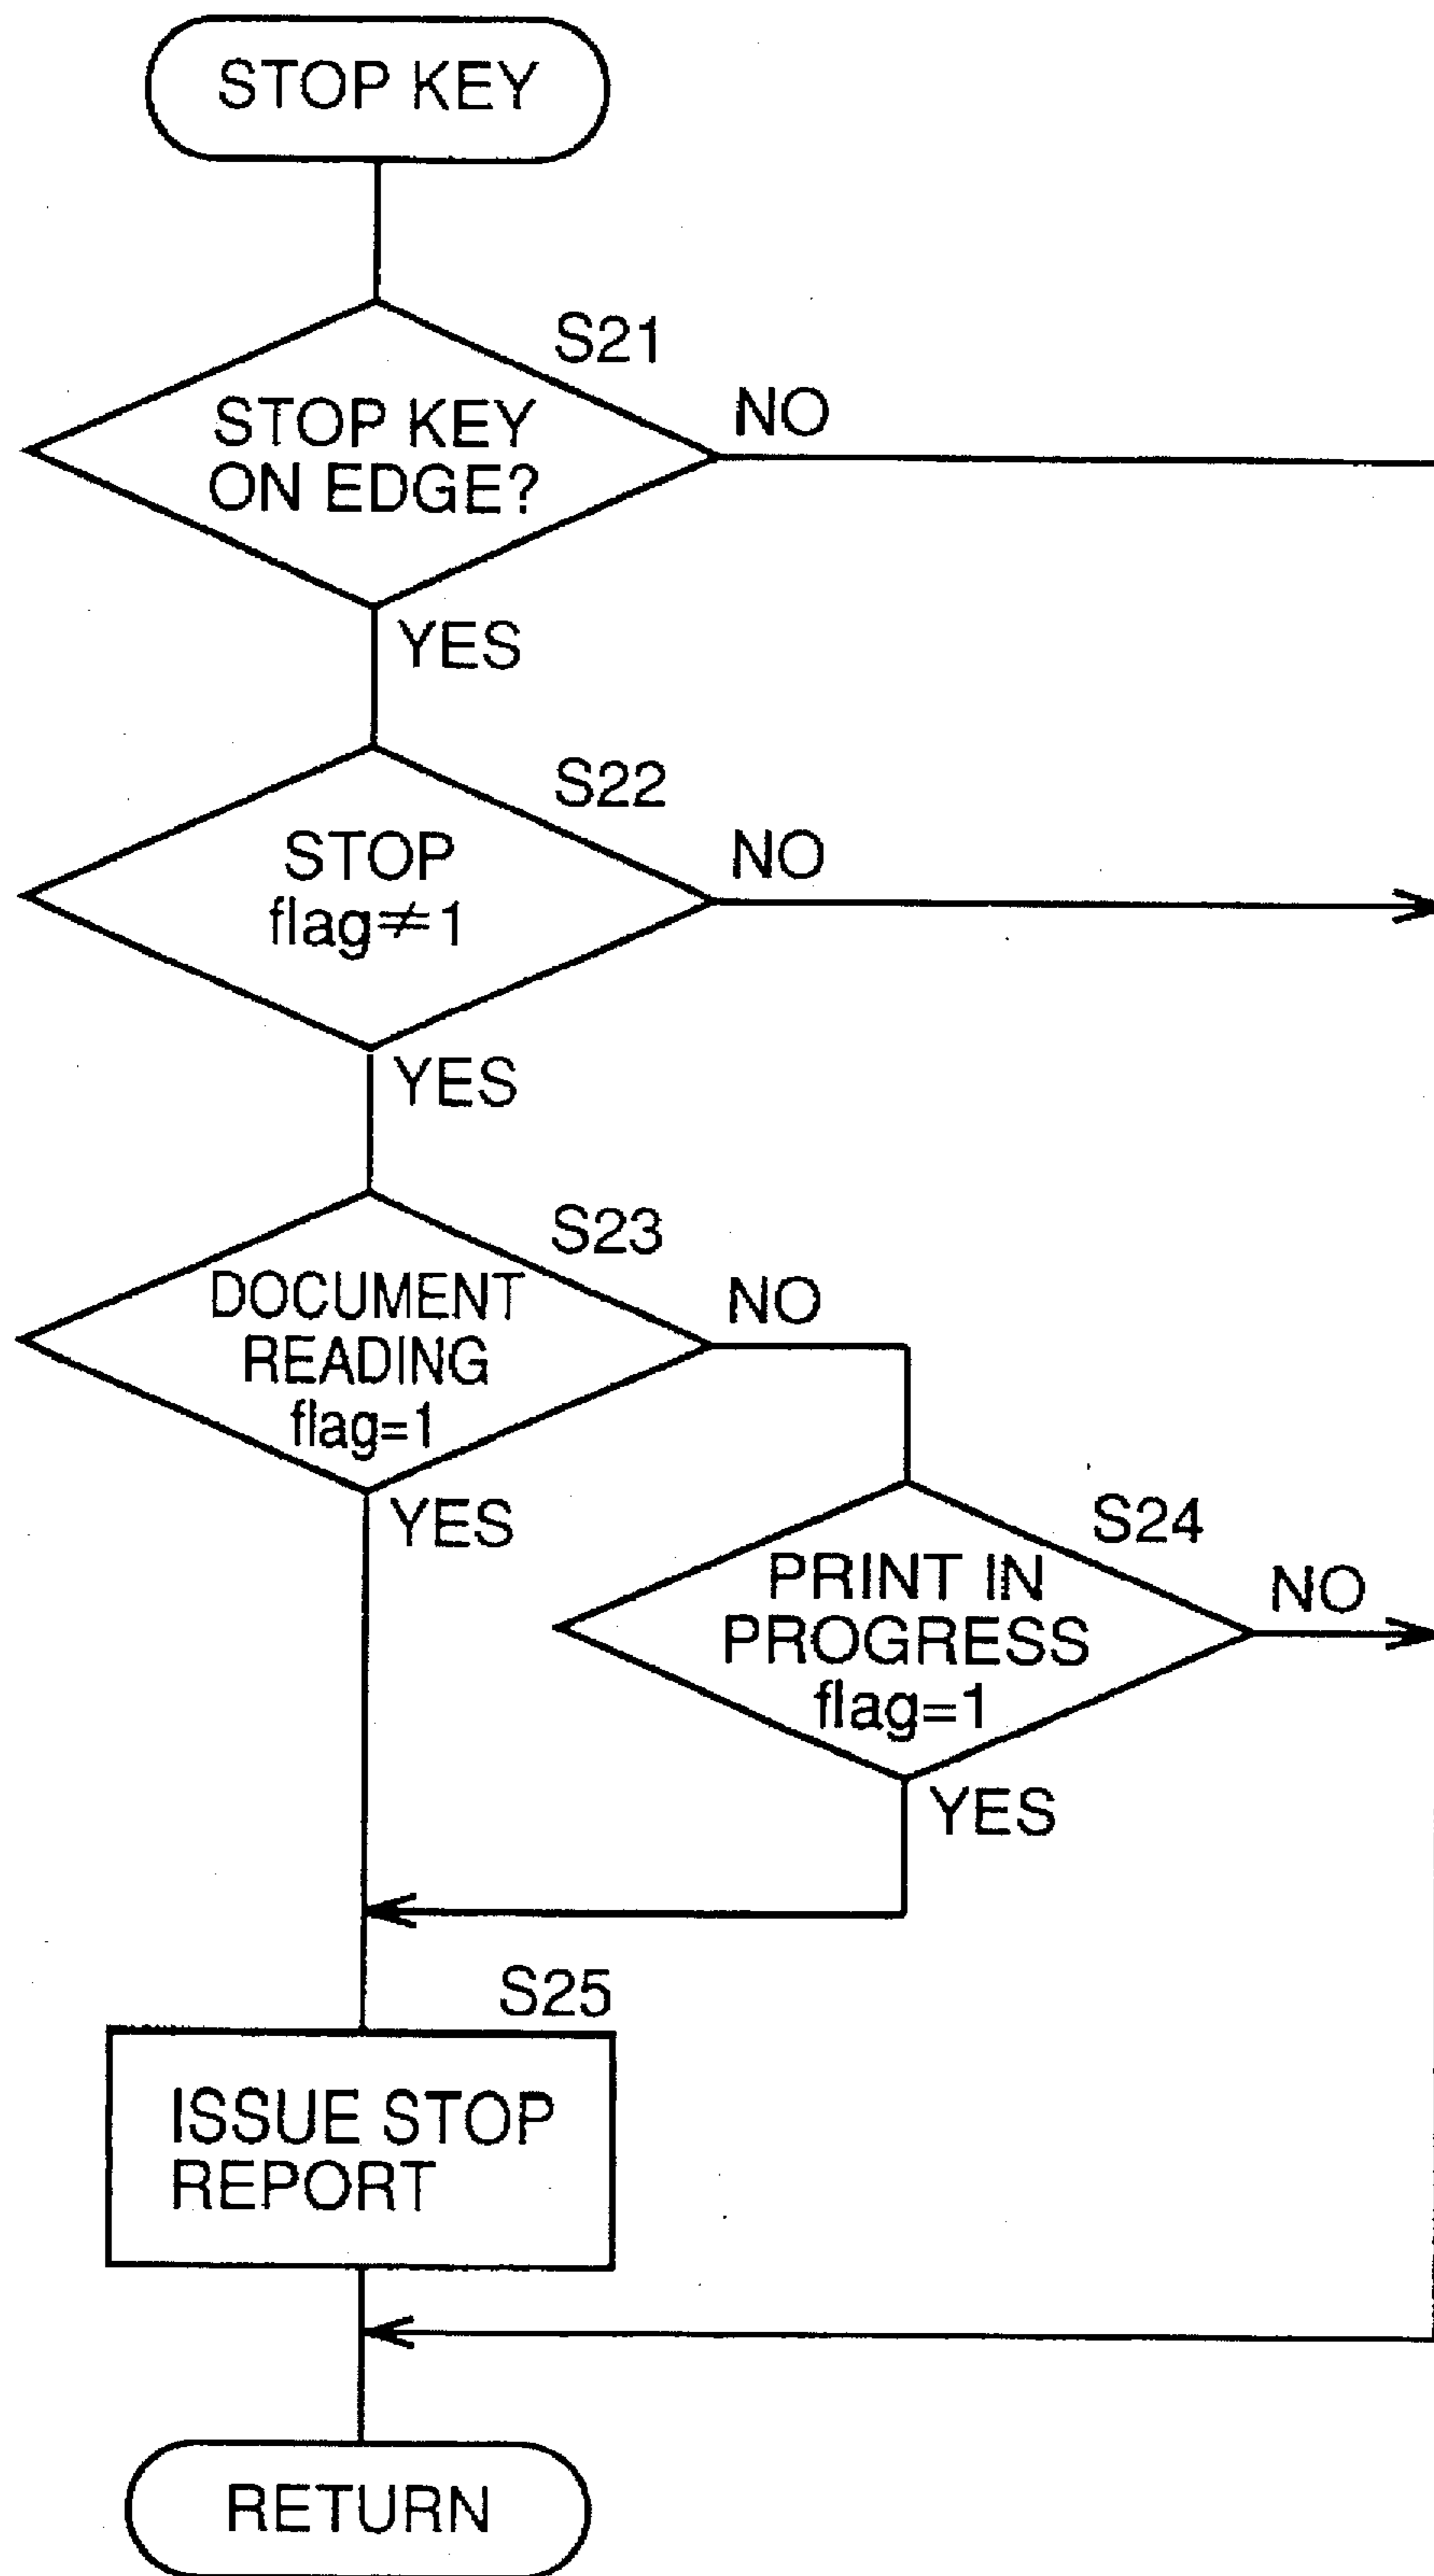 STOP KEY
S21
STOP KEY
ON EDGE?
NO
YES
S22
STOP
flag≠1
NO
YES
S23
DOCUMENT
READING
flag=1
NO
YES
S24
PRINT IN
PROGRESS
flag=1
NO
YES
S25
ISSUE STOP
REPORT
RETURN